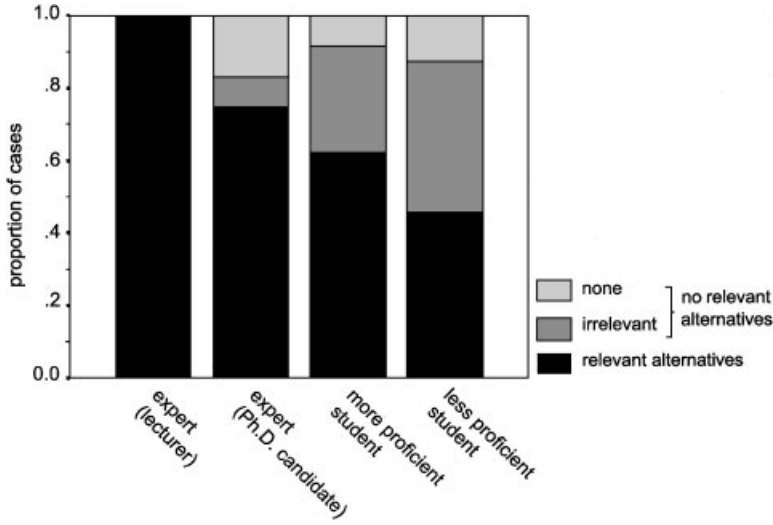 proportion of cases
1.0
.8
.6
.4
.2
0.0
expert
(lecturer)
expert
(Ph.D. candidate)
more proficient
student
less proficient
student
none
irrelevant
no relevant
alternatives
relevant alternatives